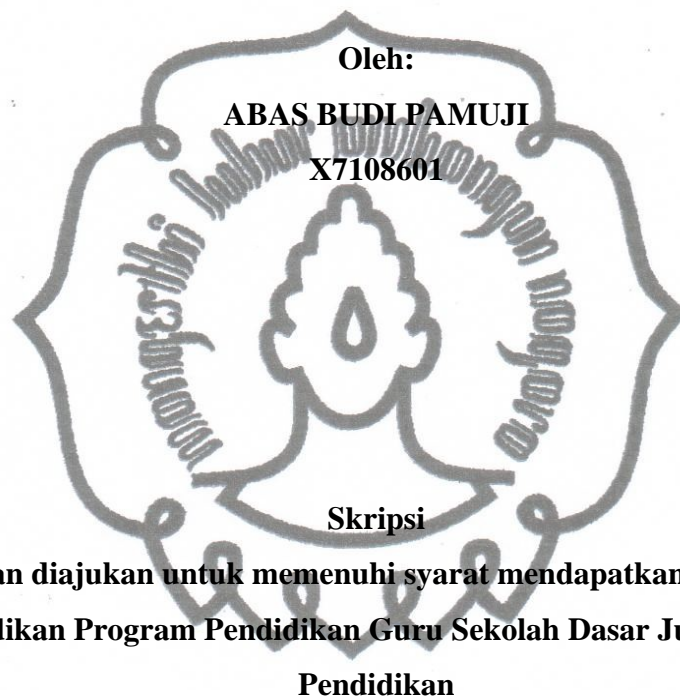 Oleh:
ABAS BUDI PAMUJI
X7108601
Skripsi
an diajukan untuk memenuhi syarat mendapatkan
dikan Program Pendidikan Guru Sekolah Dasar Ju
Pendidikan